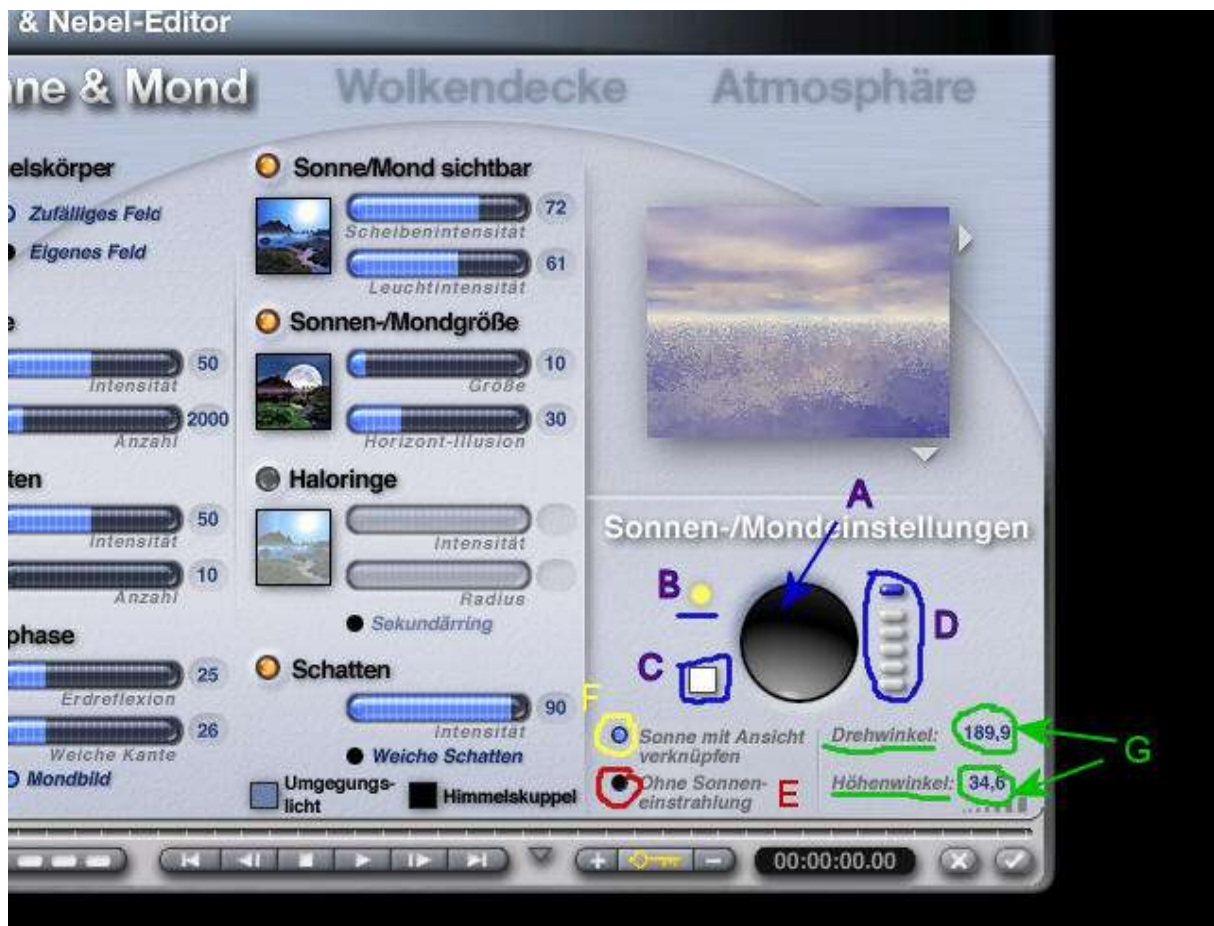 & Nebel-Editor
ne & Mond
Wolkendecke
Atmosphäre
elskörper
Zufälliges Feld
Eigenes Feld
50
Intensität
2000
Anzahl
ten
50
Intensität
10
Anzahl
phase
25
Erdreflexion
26
Weiche Kante
Mondbild
Sonne/Mond sichtbar
72
Scheibenintensität
61
Leuchtintensität
Sonnen-/Mondgröße
10
Größe
30
Horizont-Illusion
Haloringe
Intensität
Radius
Sekundärring
Schatten
90
Intensität
Weiche Schatten
Umgegungs-
licht
Himmelskuppel
A
Sonnen-/Mondeinstellungen
B
D
C
F
Sonne mit Ansicht
verknüpfen
Ohne Sonnen-
einstrahlung
E
Drehwinkel: 189,9
Höhenwinkel: 34,6
G
00:00:00.00